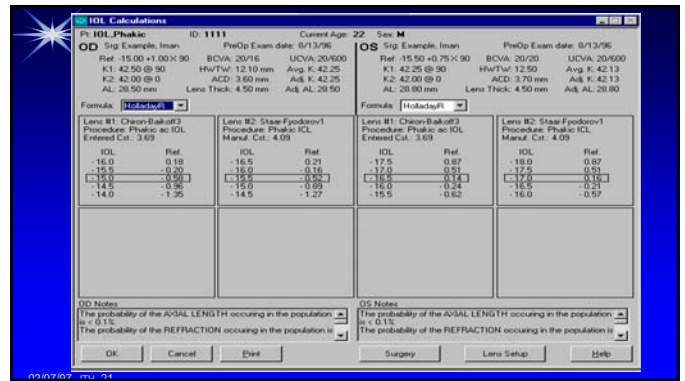 IOL Calculations
Pt: IOL,Phakic ID: 1111 Current Age: 22 Sex: M
OD Srg: Example, Iman PreOp Exam date: 8/13/96
Ref: -15.00 +1.00 X 90 BCVA: 20/16 UCVA: 20/600
K1: 42.50 @ 90 HW/TW: 12.10 mm Avg. K: 42.25
K2: 42.00 @ 0 ACD: 3.60 mm Adj. K: 42.25
AL: 28.50 mm Lens Thick: 4.50 mm Adj. AL: 28.50
Formula: HolladayR
Lens #1: Chiron-Baikoff3
Procedure: Phakic ac IOL
Entered Cst.: 3.69
IOL Ref.
- 16.0 0.18
- 15.5 - 0.20
- 15.0 - 0.58
- 14.5 - 0.96
- 14.0 - 1.35
Lens #2: Staar-Fyodorov1
Procedure: Phakic ICL
Manuf. Cst.: 4.09
IOL Ref.
- 16.5 0.21
- 16.0 - 0.16
- 15.5 - 0.52
- 15.0 - 0.89
- 14.5 - 1.27
OD Notes
The probability of the AXIAL LENGTH occuring in the population
is < 0.1%.
The probability of the REFRACTION occuring in the population is
OS Srg: Example, Iman PreOp Exam date: 8/13/96
Ref: -15.50 +0.75 X 90 BCVA: 20/20 UCVA: 20/600
K1: 42.25 @ 90 HW/TW: 12.50 Avg. K: 42.13
K2: 42.00 @ 0 ACD: 3.70 mm Adj. K: 42.13
AL: 28.80 mm Lens Thick: 4.50 mm Adj. AL: 28.80
Formula: HolladayR
Lens #1: Chiron-Baikoff3
Procedure: Phakic ac IOL
Entered Cst.: 3.69
IOL Ref.
- 17.5 0.87
- 17.0 0.51
- 16.5 0.14
- 16.0 - 0.24
- 15.5 - 0.62
Lens #2: Staar-Fyodorov1
Procedure: Phakic ICL
Manuf. Cst.: 4.09
IOL Ref.
- 18.0 0.87
- 17.5 0.51
- 17.0 0.16
- 16.5 - 0.21
- 16.0 - 0.57
OS Notes
The probability of the AXIAL LENGTH occuring in the population
is < 0.1%.
The probability of the REFRACTION occuring in the population is
OK Cancel Print Surgery Lens Setup Help
02/07/97 21